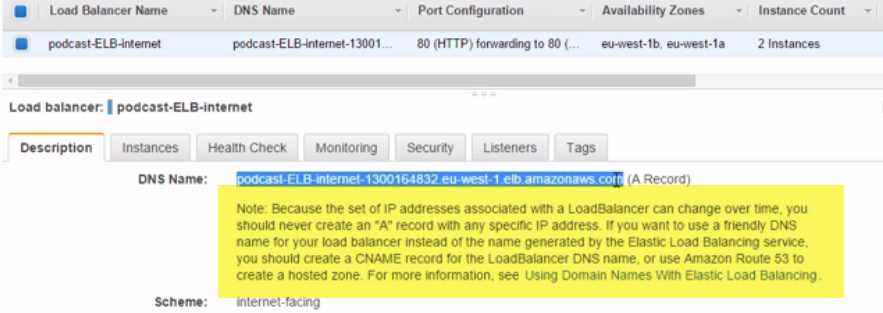 Load Balancer Name DNS Name Port Configuration Availability Zones Instance Count
podcast-ELB-internet podcast-ELB-internet-13001... 80 (HTTP) forwarding to 80 (... eu-west-1b, eu-west-1a 2 Instances
Load balancer: podcast-ELB-internet
Description Instances Health Check Monitoring Security Listeners Tags
DNS Name: podcast-ELB-internet-1300164832.eu-west-1.elb.amazonaws.com (A Record)
Note: Because the set of IP addresses associated with a LoadBalancer can change over time, you
should never create an "A" record with any specific IP address. If you want to use a friendly DNS
name for your load balancer instead of the name generated by the Elastic Load Balancing service,
you should create a CNAME record for the LoadBalancer DNS name, or use Amazon Route 53 to
create a hosted zone. For more information, see Using Domain Names With Elastic Load Balancing.
Scheme: internet-facing